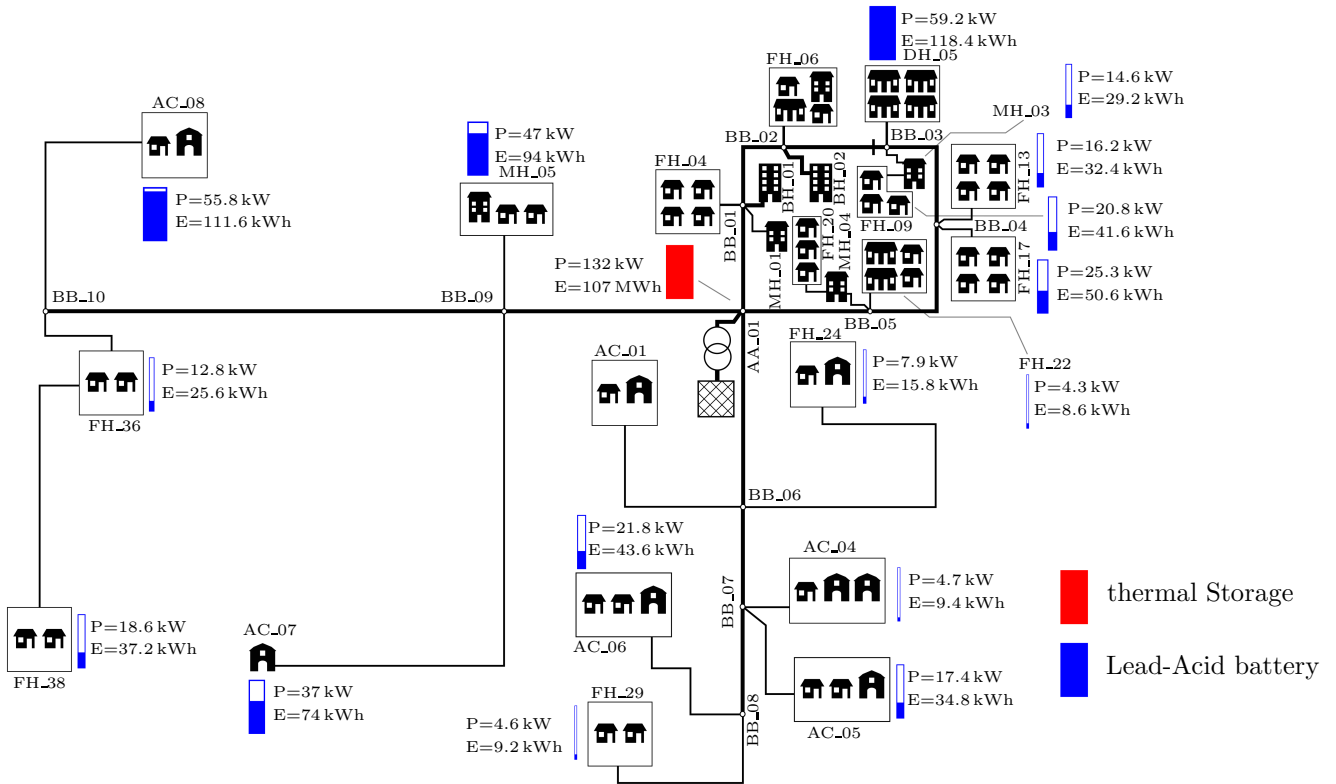 P=59.2 kW
E=118.4 kWh
DH_05
FH_06
P=14.6 kW
E=29.2 kWh
MH_03
AC_08
P=47 kW
E=94 kWh
MH_05
BB_02
BB_03
P=16.2 kW
E=32.4 kWh
FH_13
FH_04
BH_01
BH_02
P=55.8 kW
E=111.6 kWh
P=20.8 kW
E=41.6 kWh
BB_01
FH_20
MH_04
FH_09
BB_04
FH_17
MH_01
P=132 kW
E=107 MWh
P=25.3 kW
E=50.6 kWh
BB_10
BB_09
AA_01
BB_05
FH_24
AC_01
FH_22
P=12.8 kW
E=25.6 kWh
P=7.9 kW
E=15.8 kWh
P=4.3 kW
E=8.6 kWh
FH_36
BB_06
P=21.8 kW
E=43.6 kWh
AC_04
BB_07
P=4.7 kW
E=9.4 kWh
thermal Storage
P=18.6 kW
E=37.2 kWh
FH_38
AC_07
AC_06
Lead-Acid battery
P=37 kW
E=74 kWh
FH_29
BB_08
P=17.4 kW
E=34.8 kWh
AC_05
P=4.6 kW
E=9.2 kWh